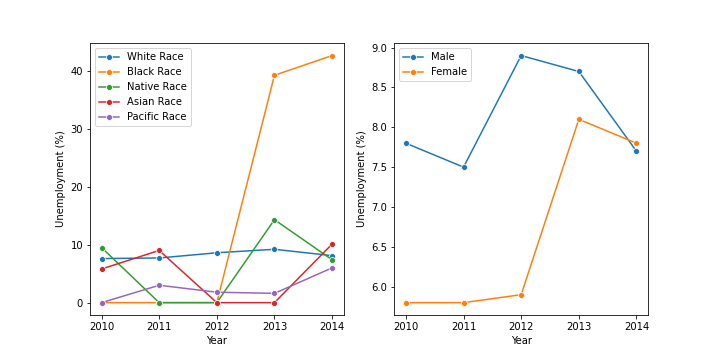 White Race
Black Race
Native Race
Asian Race
Pacific Race
Unemployment (%)
40
30
20
10
0
2010 2011 2012 2013 2014
Year
Male
Female
Unemployment (%)
9.0
8.5
8.0
7.5
7.0
6.5
6.0
2010 2011 2012 2013 2014
Year